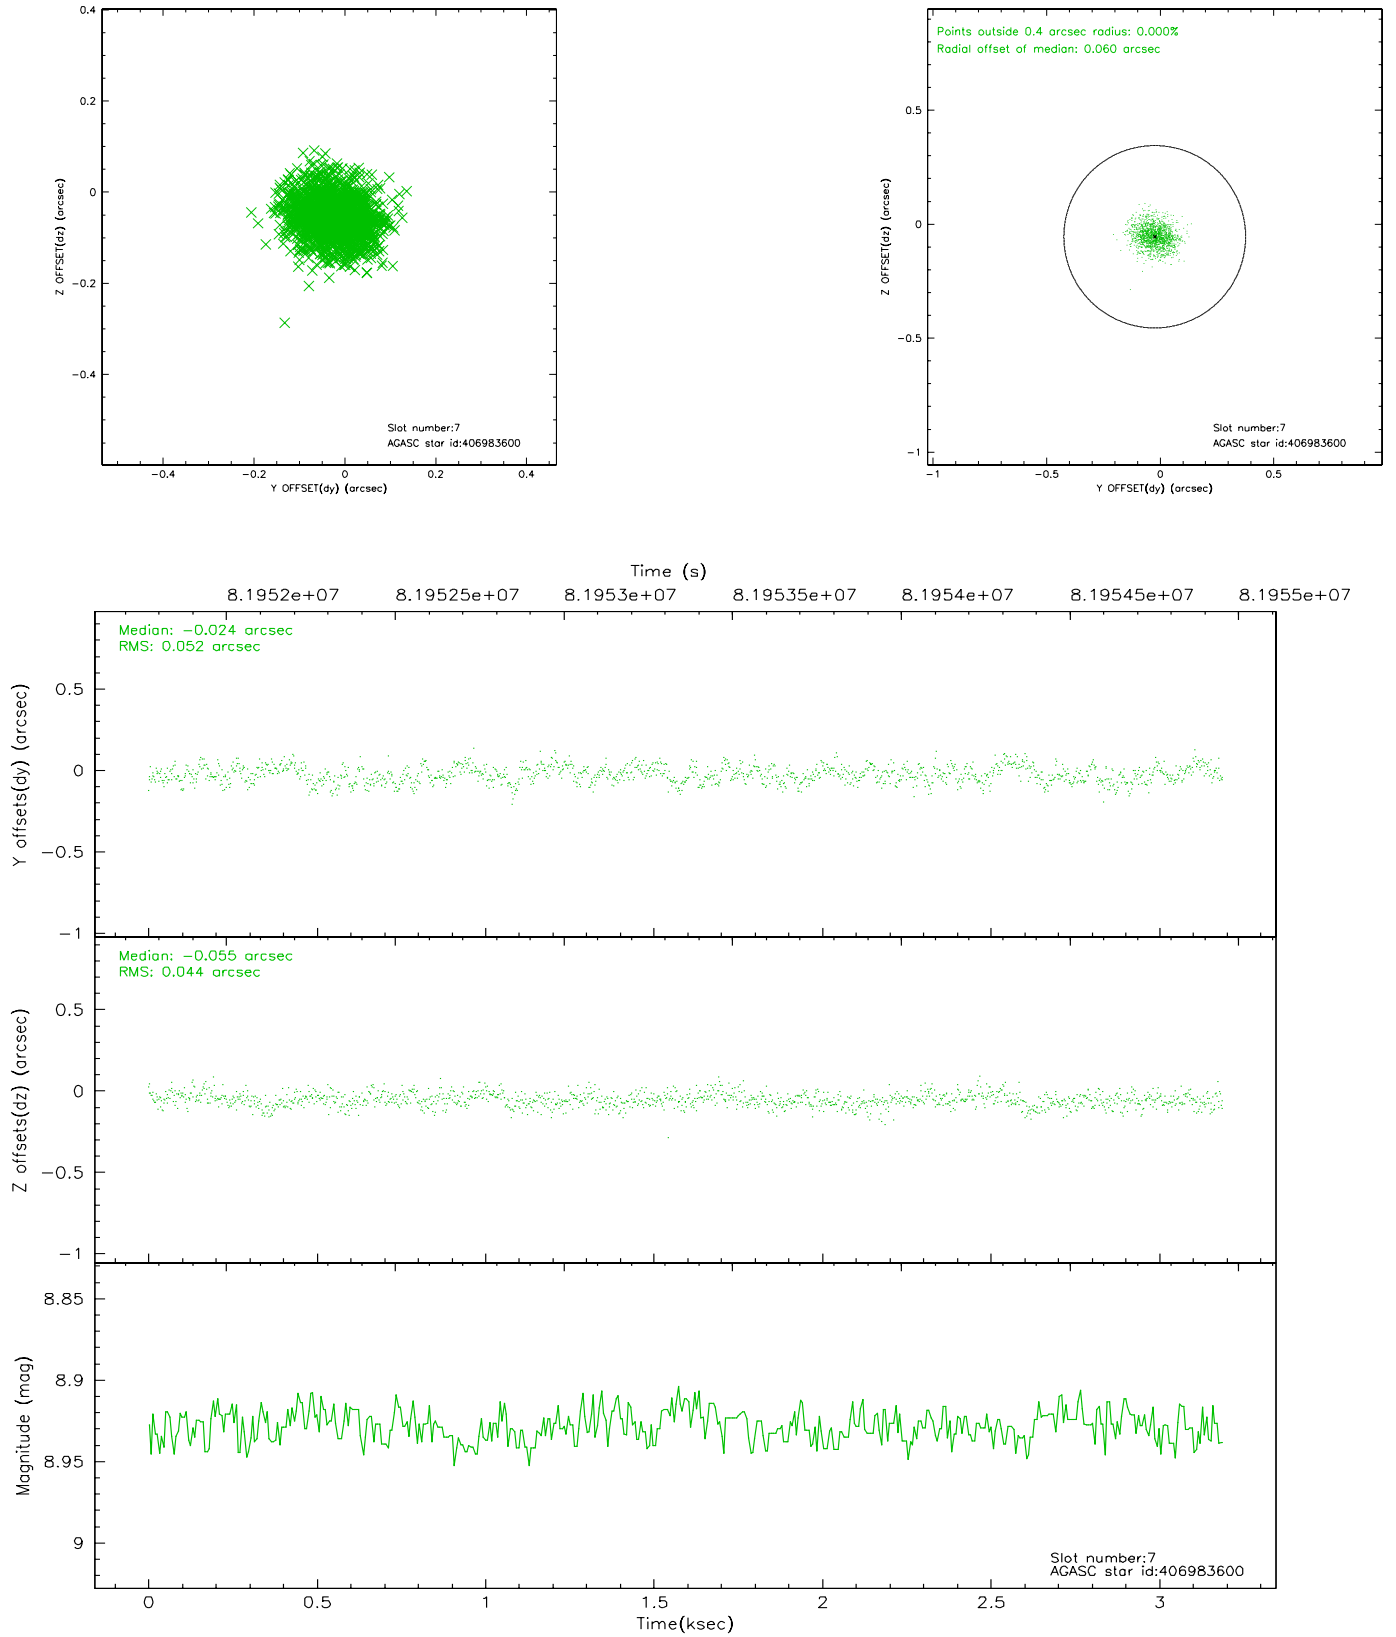 0.4
0.2
0
−0.2
−0.4
Z OFFSET(dz) (arcsec)
−0.4
−0.2
0
0.2
0.4
Y OFFSET(dy) (arcsec)
Slot number:7
AGASC star id:406983600
Points outside 0.4 arcsec radius: 0.000%
Radial offset of median: 0.060 arcsec
0.5
0
−0.5
−1
Z OFFSET(dz) (arcsec)
−1
−0.5
0
0.5
Y OFFSET(dy) (arcsec)
Slot number:7
AGASC star id:406983600
Time (s)
8.1952e+07
8.19525e+07
8.1953e+07
8.19535e+07
8.1954e+07
8.19545e+07
8.1955e+07
Median: −0.024 arcsec
RMS: 0.052 arcsec
0.5
0
−0.5
−1
Y offsets(dy) (arcsec)
Median: −0.055 arcsec
RMS: 0.044 arcsec
0.5
0
−0.5
−1
Z offsets(dz) (arcsec)
8.85
8.9
8.95
9
Magnitude (mag)
Slot number:7
AGASC star id:406983600
0
0.5
1
1.5
2
2.5
3
Time(ksec)